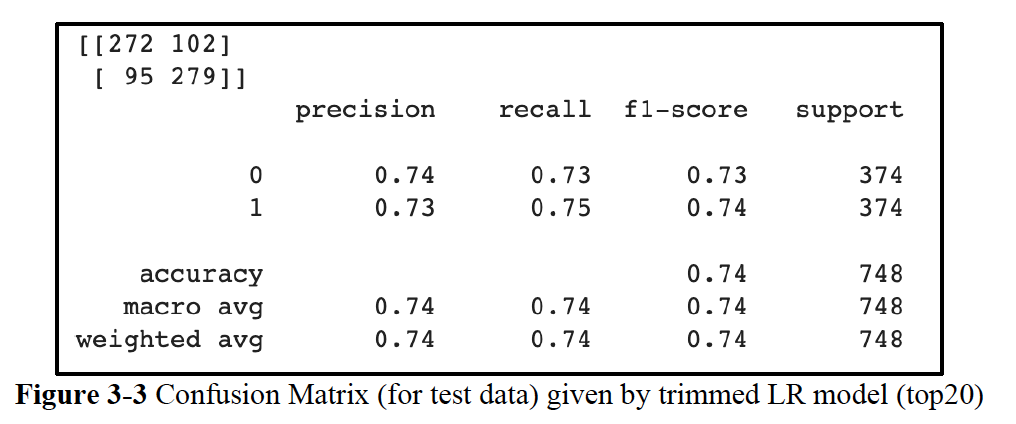 [[272 102]
[ 95 279]]
precision recall f1-score support
0 0.74 0.73 0.73 374
1 0.73 0.75 0.74 374
accuracy 0.74 748
macro avg 0.74 0.74 0.74 748
weighted avg 0.74 0.74 0.74 748
Figure 3-3 Confusion Matrix (for test data) given by trimmed LR model (top20)